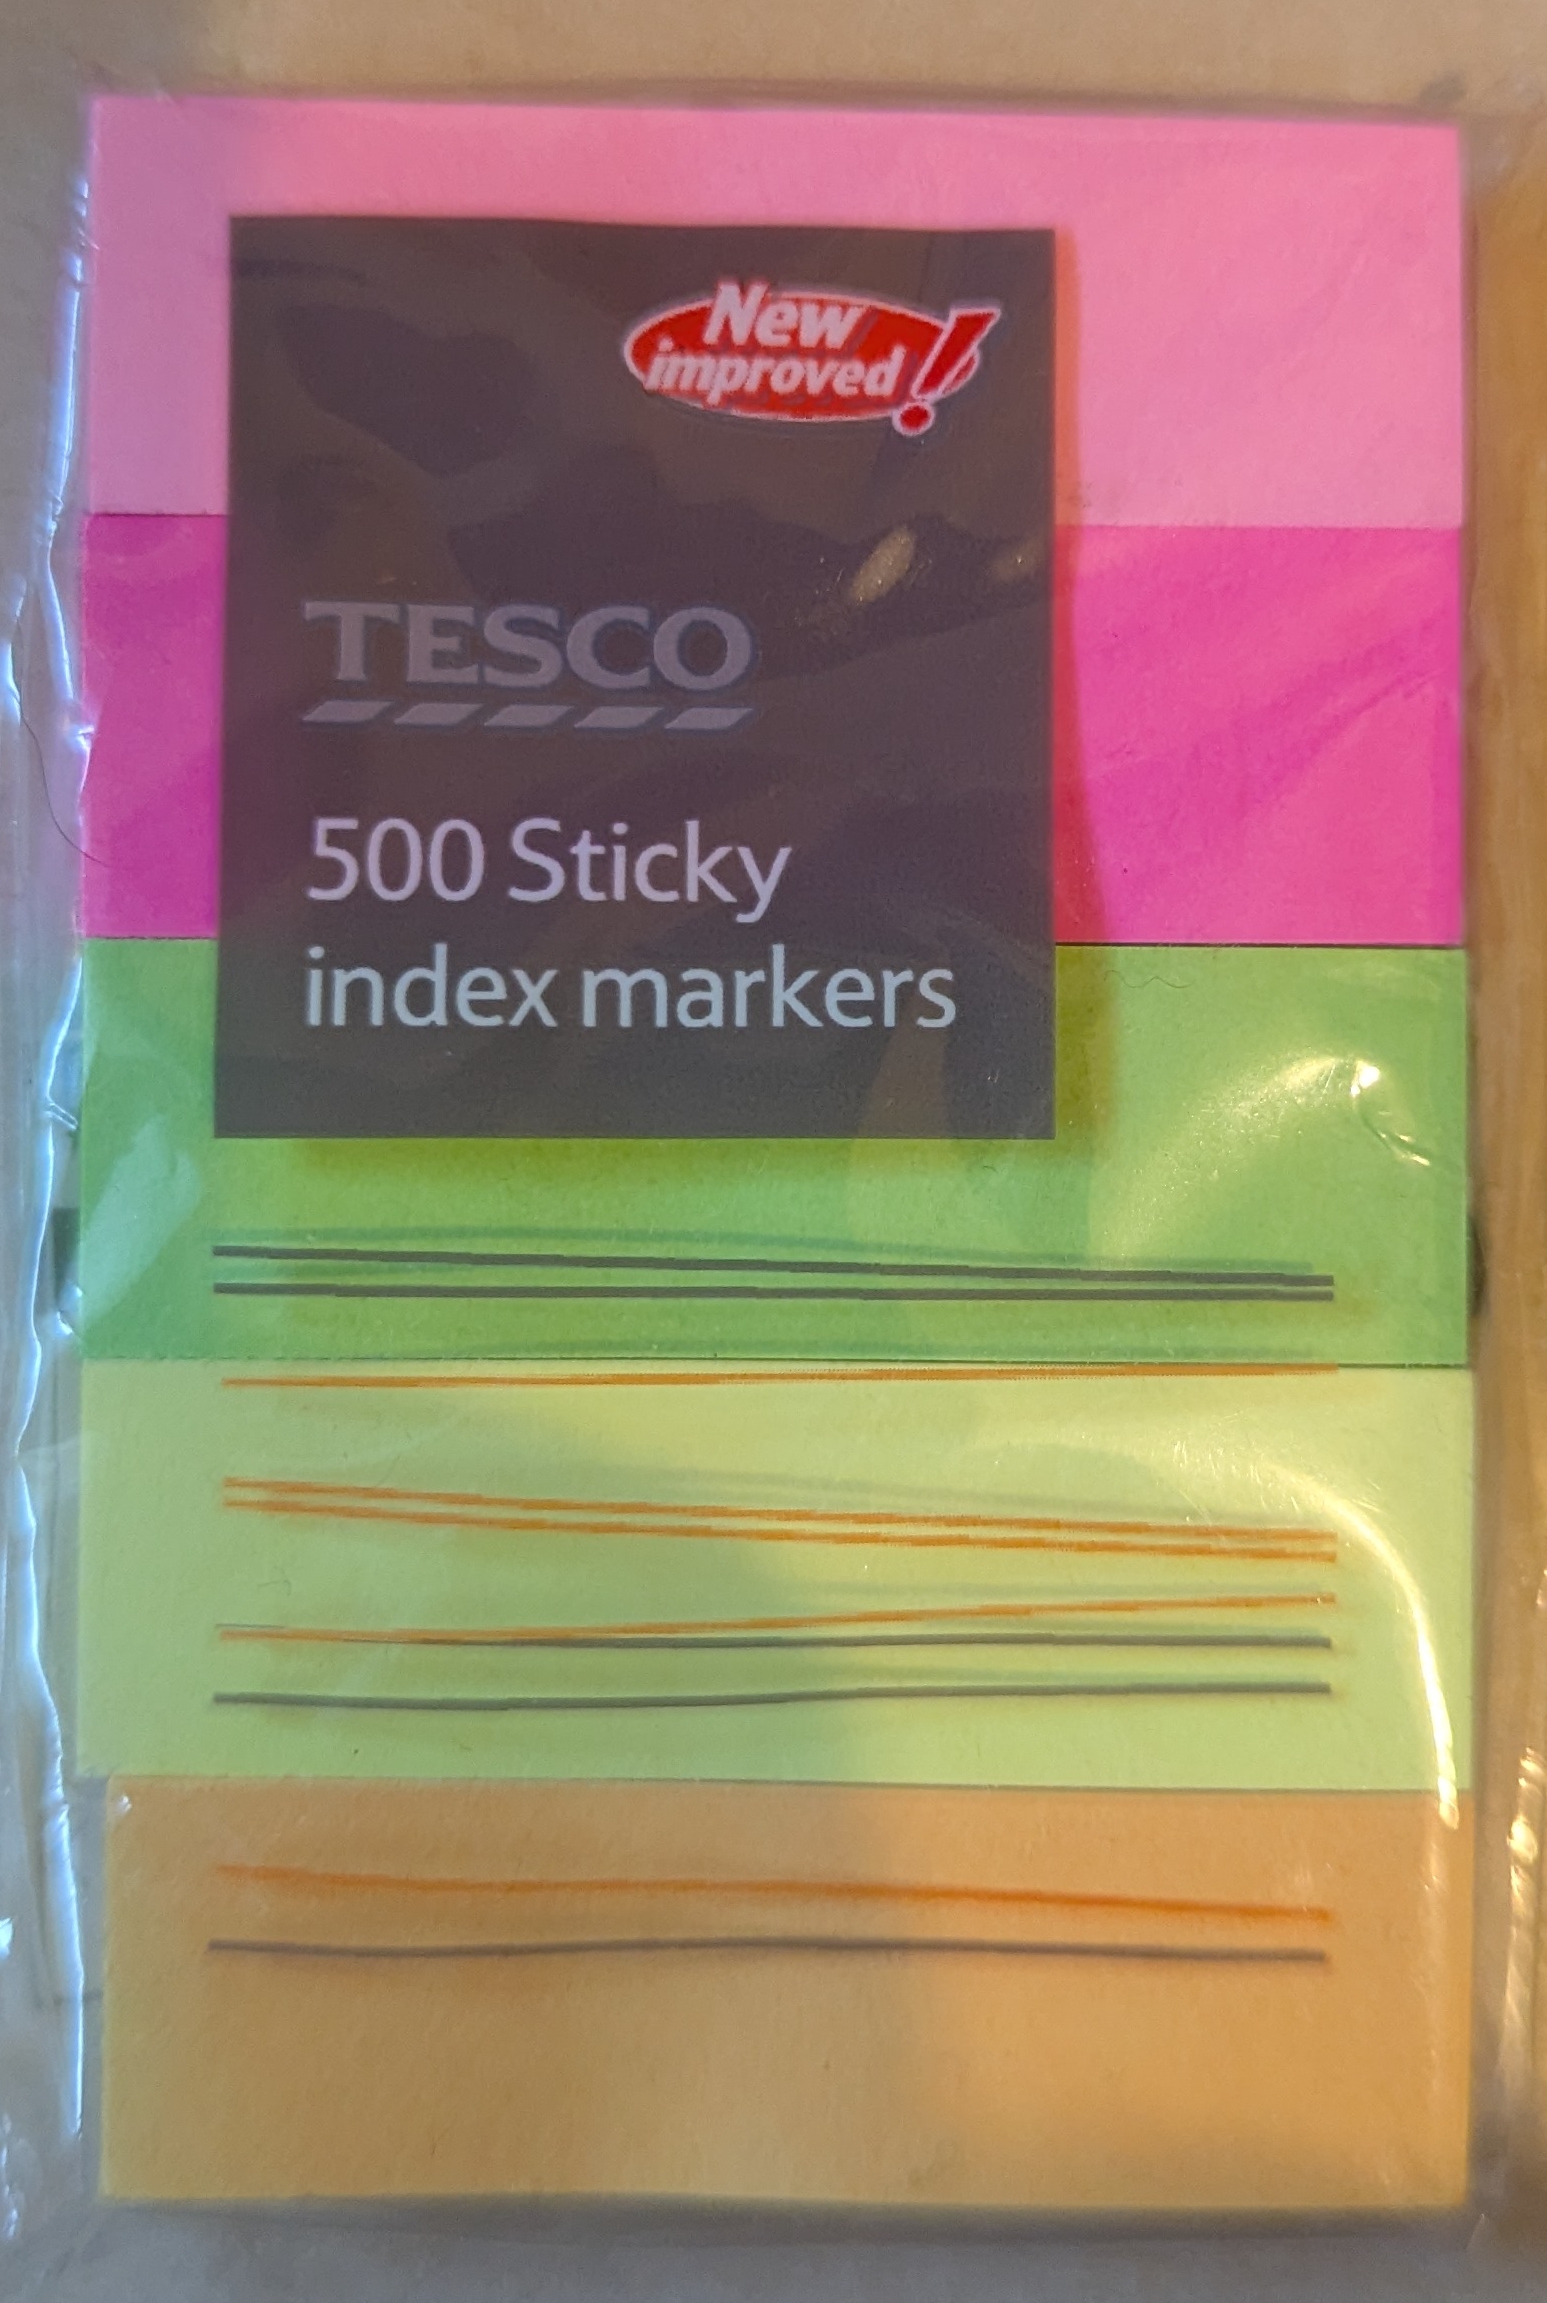 New
improved!
TESCO
500 Sticky
index markers